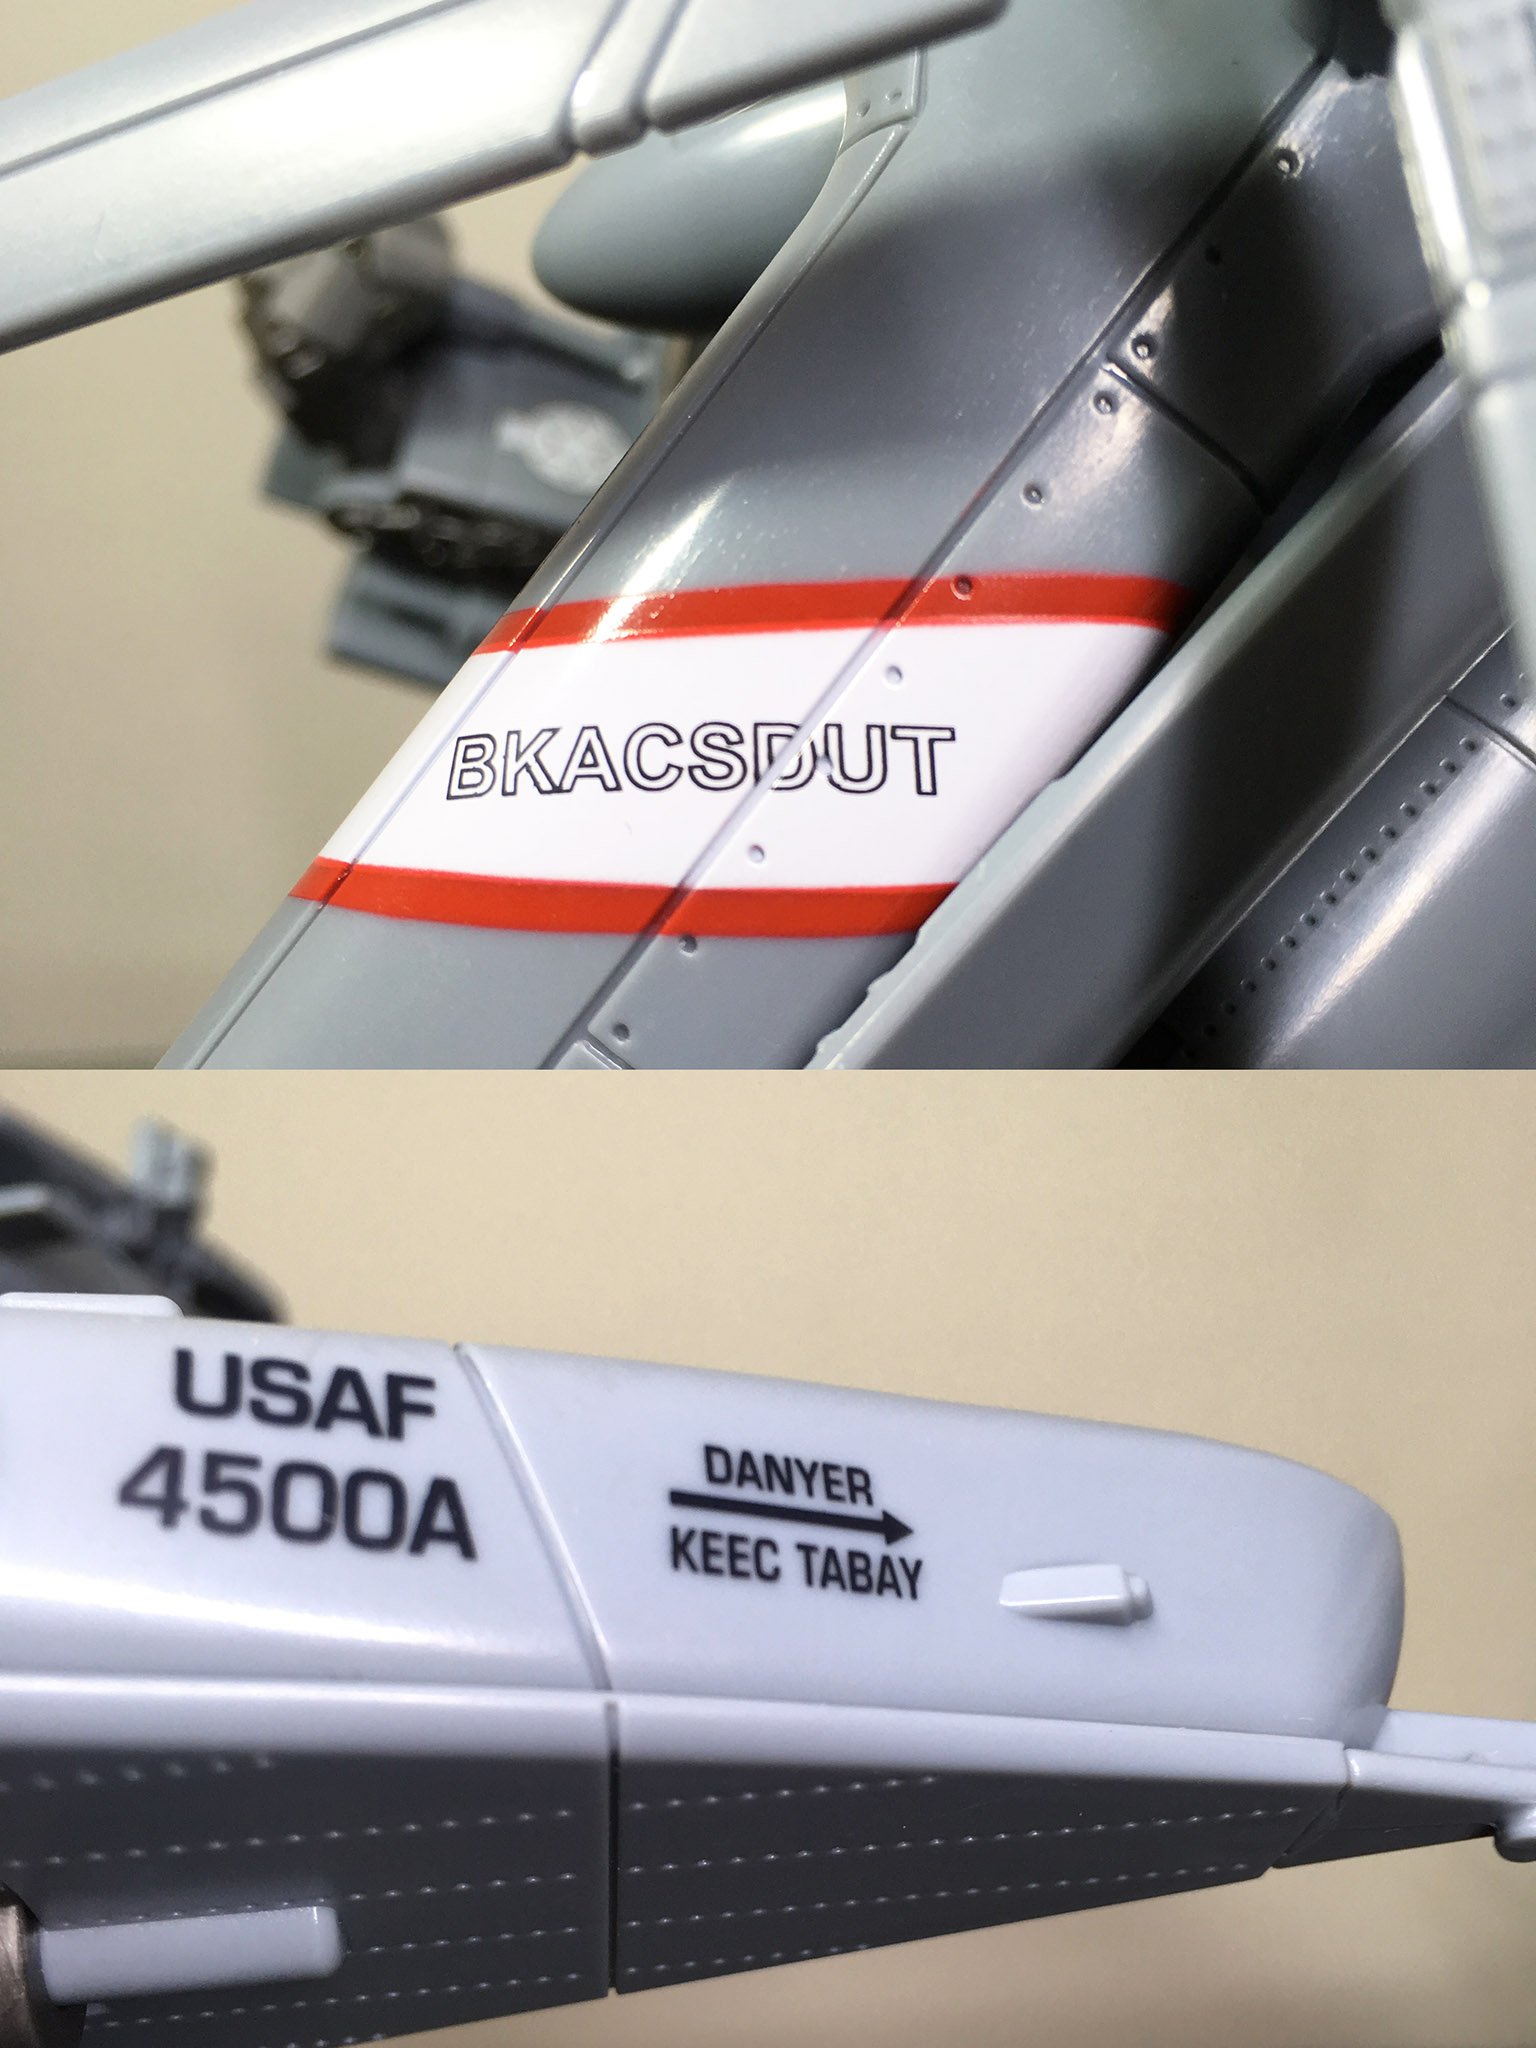 BKACSDUT
USAF
4500A
DANYER
KEEC TABAY